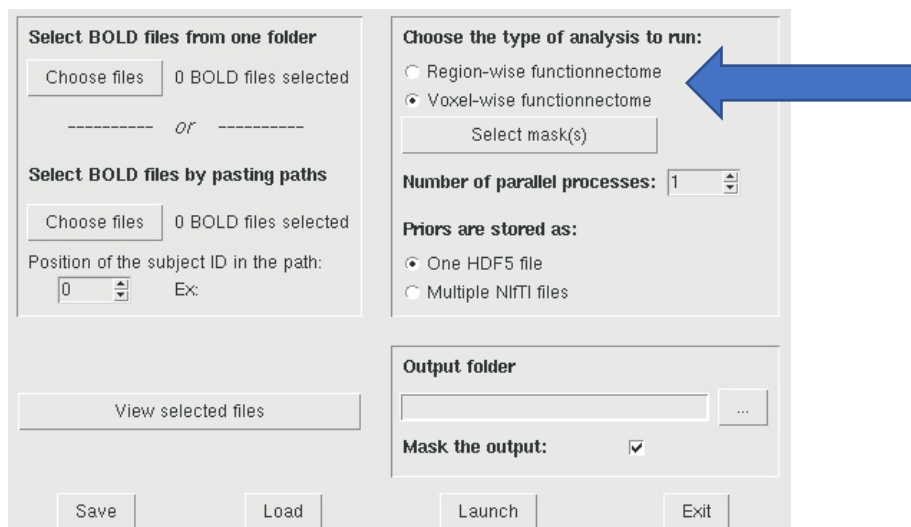 Select BOLD files from one folder
Choose files 0 BOLD files selected
---------- or ----------
Select BOLD files by pasting paths
Choose files 0 BOLD files selected
Position of the subject ID in the path:
0 Ex:
View selected files
Choose the type of analysis to run:
Region-wise functionnectome
Voxel-wise functionnectome
Select mask(s)
Number of parallel processes: 1
Priors are stored as:
One HDF5 file
Multiple NIfTI files
Output folder
...
Mask the output:
Save Load Launch Exit